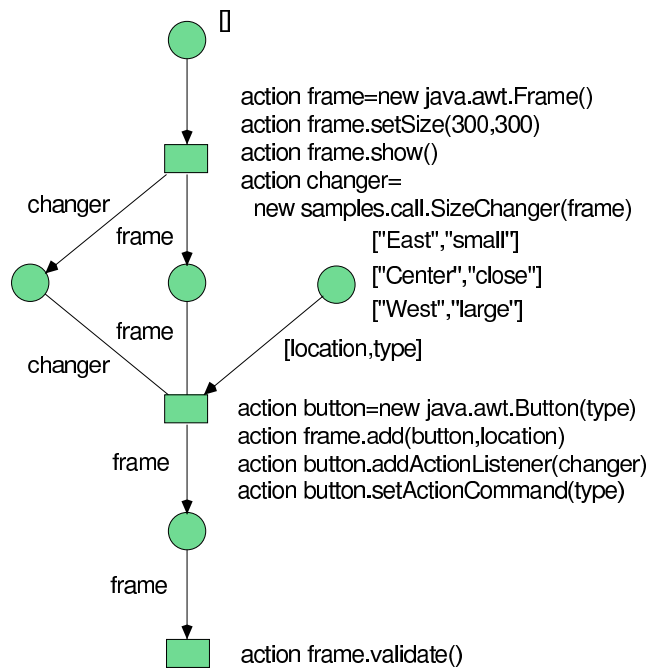 []
action frame=new java.awt.Frame()
action frame.setSize(300,300)
action frame.show()
action changer=
new samples.call.SizeChanger(frame)
changer
frame
["East","small"]
["Center","close"]
["West","large"]
frame
changer
[location,type]
action button=new java.awt.Button(type)
action frame.add(button,location)
action button.addActionListener(changer)
action button.setActionCommand(type)
frame
frame
action frame.validate()